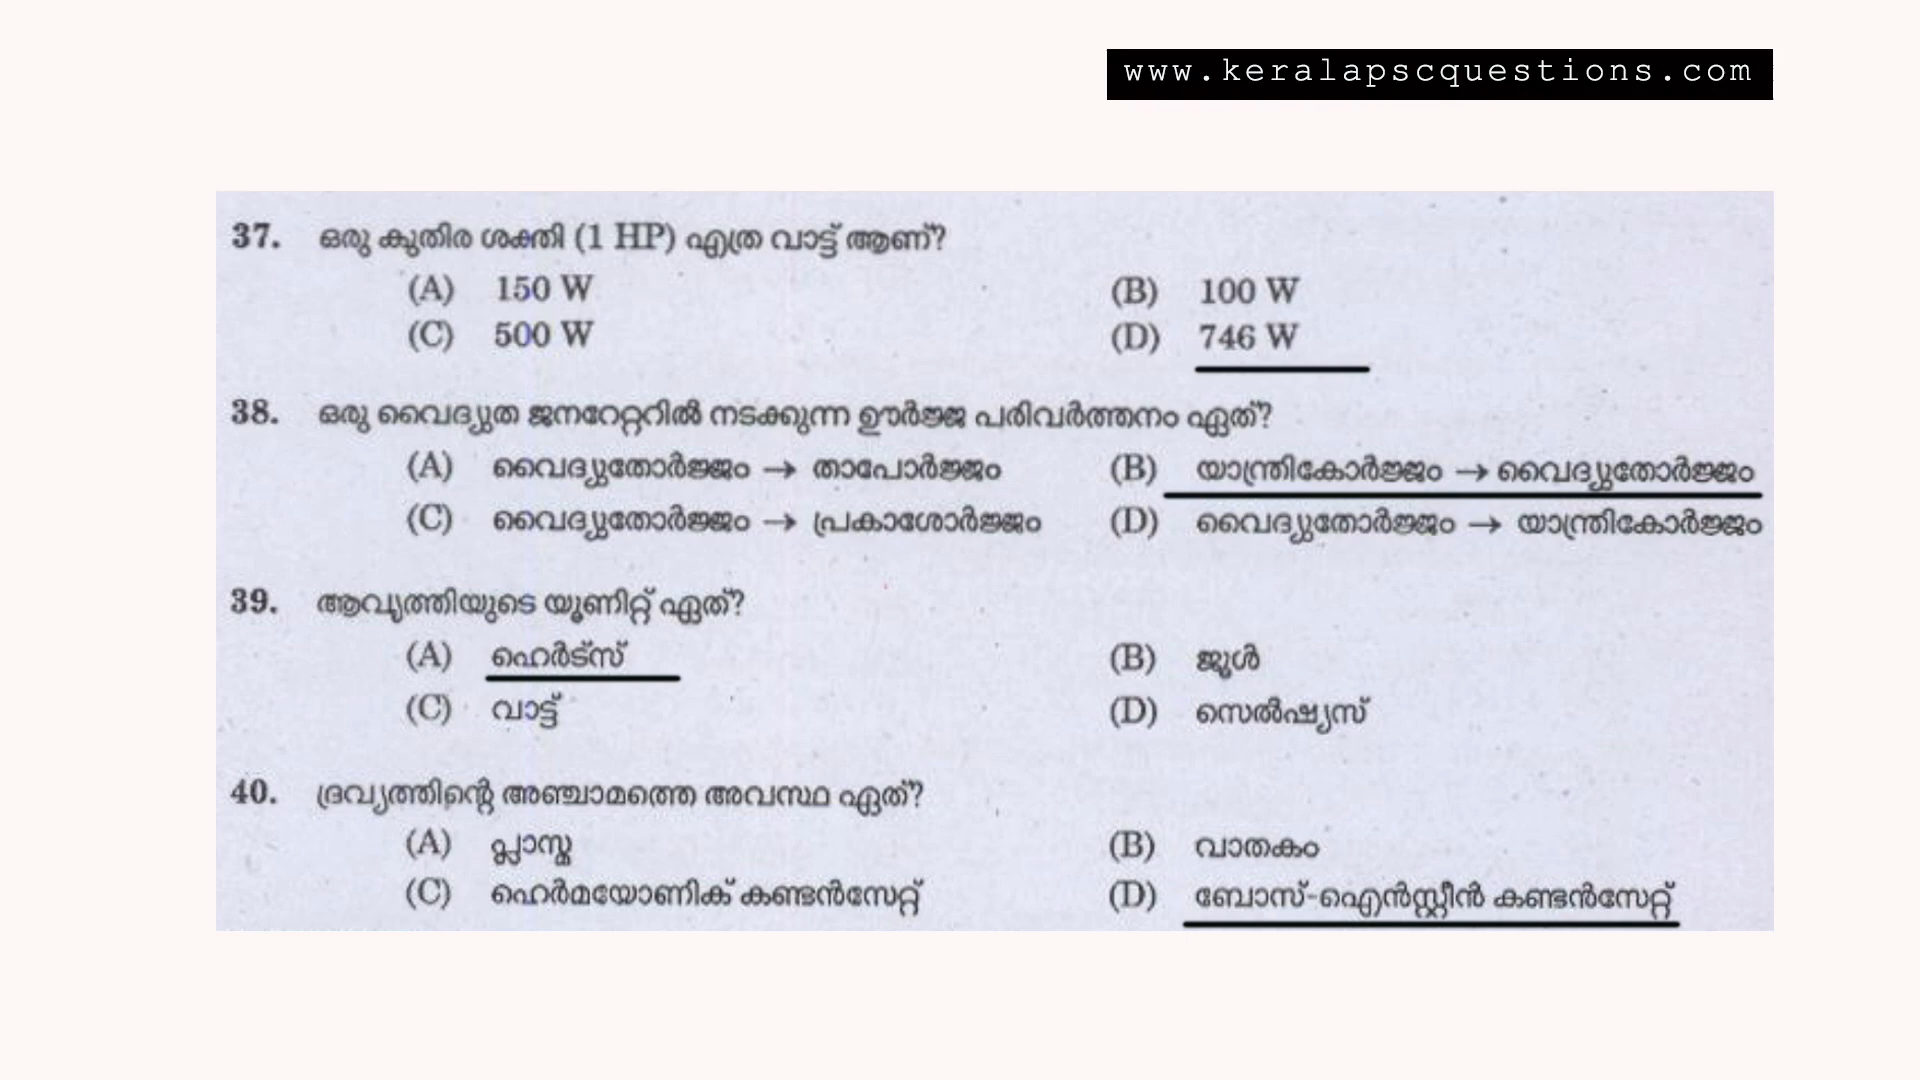 www.keralapscquestions.com
37. ഒരു കുതിര ശക്തി (1 HP) എത്ര വാട്ട് ആണ്?
(A) 150 W (B) 100 W
(C) 500 W (D) 746 W
38. ഒരു വൈദ്യുത ജനറേറ്ററിൽ നടക്കുന്ന ഊർജ്ജ പരിവർത്തനം ഏത്?
(A) വൈദ്യുതോർജ്ജം → താപോർജ്ജം (B) യാന്ത്രികോർജ്ജം → വൈദ്യുതോർജ്ജം
(C) വൈദ്യുതോർജ്ജം → പ്രകാശോർജ്ജം (D) വൈദ്യുതോർജ്ജം → യാന്ത്രികോർജ്ജം
39. ആവൃത്തിയുടെ യൂണിറ്റ് ഏത്?
(A) ഹെർട്സ് (B) ജൂൾ
(C) വാട്ട് (D) സെൽഷ്യസ്
40. ദ്രവ്യത്തിന്റെ അഞ്ചാമത്തെ അവസ്ഥ ഏത്?
(A) പ്ലാസ്മ (B) വാതകം
(C) ഹെർമയോണിക് കണ്ടൻസേറ്റ് (D) ബോസ്-ഐൻസ്റ്റീൻ കണ്ടൻസേറ്റ്